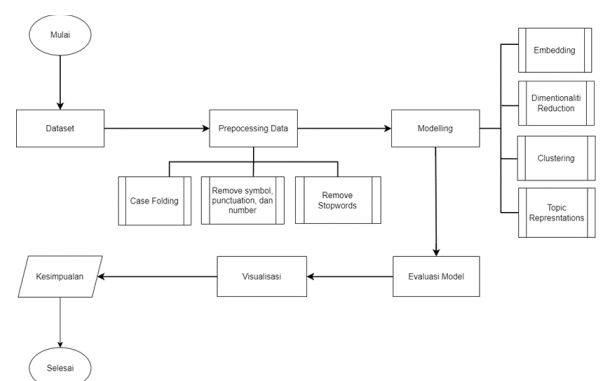 Mulai
Embedding
Dimentionaliti
Reduction
Dataset
Prepocessing Data
Modelling
Clustering
Case Folding
Remove symbol,
punctuation, dan
number
Remove
Stopwords
Topic
Represntations
Kesimpualan
Visualisasi
Evaluasi Model
Selesai